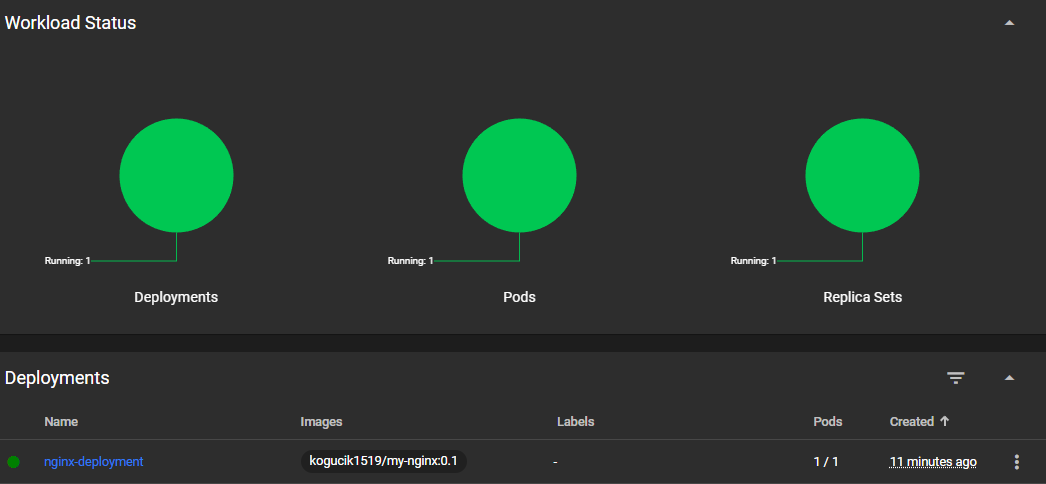 Workload Status
Running: 1 Running: 1 Running: 1
Deployments Pods Replica Sets
Deployments
Name Images Labels Pods Created
nginx-deployment kogucik1519/my-nginx:0.1 - 1 / 1 11 minutes ago